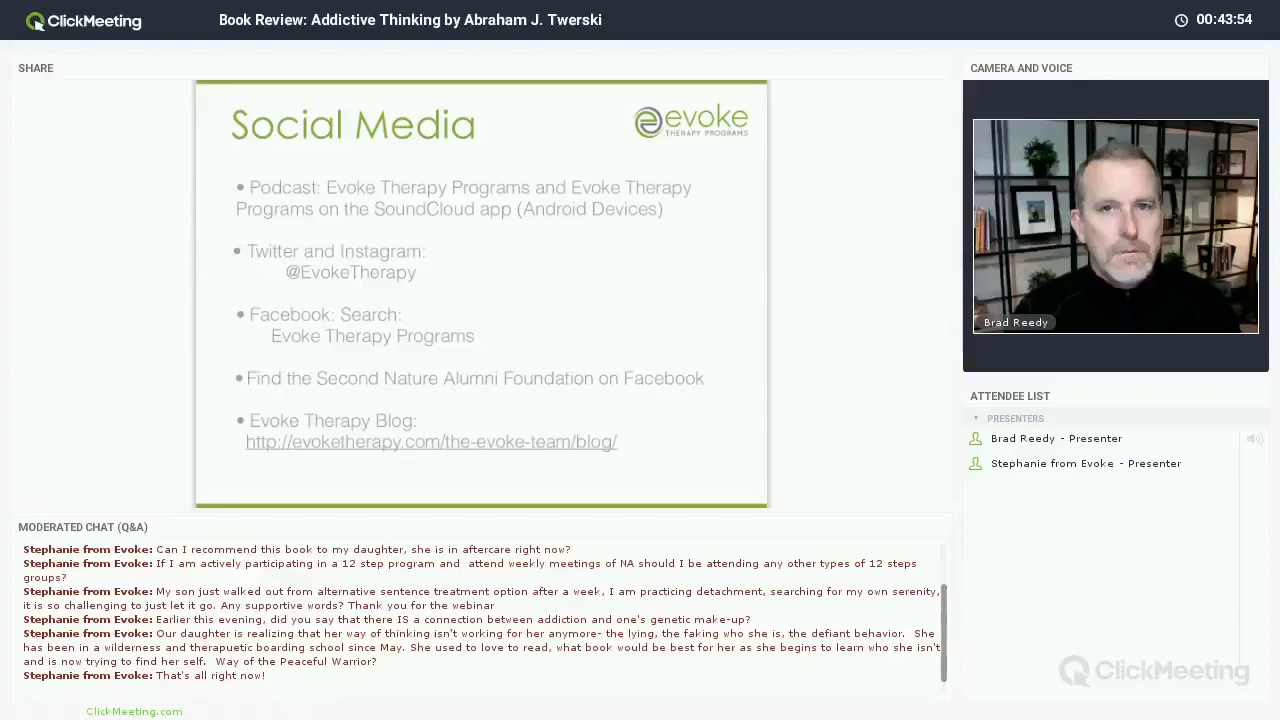 ClickMeeting
Book Review: Addictive Thinking by Abraham J. Twerski
00:43:54
SHARE
Social Media
evoke
THERAPY PROGRAMS
• Podcast: Evoke Therapy Programs and Evoke Therapy
Programs on the SoundCloud app (Android Devices)
• Twitter and Instagram:
@EvokeTherapy
• Facebook: Search:
Evoke Therapy Programs
• Find the Second Nature Alumni Foundation on Facebook
• Evoke Therapy Blog:
http://evoketherapy.com/the-evoke-team/blog/
CAMERA AND VOICE
Brad Reedy
ATTENDEE LIST
PRESENTERS
Brad Reedy - Presenter
Stephanie from Evoke - Presenter
MODERATED CHAT (Q&A)
Stephanie from Evoke: Can I recommend this book to my daughter, she is in aftercare right now?
Stephanie from Evoke: If I am actively participating in a 12 step program and attend weekly meetings of NA should I be attending any other types of 12 steps
groups?
Stephanie from Evoke: My son just walked out from alternative sentence treatment option after a week, I am practicing detachment, searching for my own serenity,
it is so challenging to just let it go. Any supportive words? Thank you for the webinar
Stephanie from Evoke: Earlier this evening, did you say that there IS a connection between addiction and one's genetic make-up?
Stephanie from Evoke: Our daughter is realizing that her way of thinking isn't working for her anymore- the lying, the faking who she is, the defiant behavior. She
has been in a wilderness and therapuetic boarding school since May. She used to love to read, what book would be best for her as she begins to learn who she isn't
and is now trying to find her self. Way of the Peaceful Warrior?
Stephanie from Evoke: That's all right now!
ClickMeeting
ClickMeeting.com